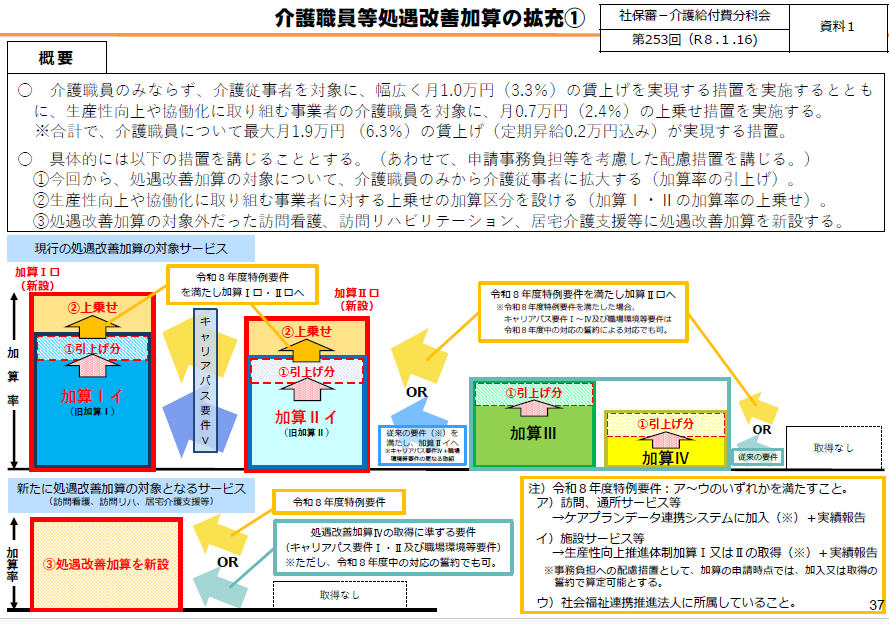 介護職員等処遇改善加算の拡充①
社保審－介護給付費分科会
第253回（R8.1.16)
資料1
概要
○　介護職員のみならず、介護従事者を対象に、幅広く月1.0万円（3.3%）の賃上げを実現する措置を実施するととも
に、生産性向上や協働化に取り組む事業者の介護職員を対象に、月0.7万円（2.4%）の上乗せ措置を実施する。
※合計で、介護職員について最大月1.9万円（6.3%）の賃上げ（定期昇給0.2万円込み）が実現する措置。
○　具体的には以下の措置を講じることとする。（あわせて、申請事務負担等を考慮した配慮措置を講じる。）
①今回から、処遇改善加算の対象について、介護職員のみから介護従事者に拡大する（加算率の引上げ）。
②生産性向上や協働化に取り組む事業者に対する上乗せの加算区分を設ける（加算Ⅰ・Ⅱの加算率の上乗せ）。
③処遇改善加算の対象外だった訪問看護、訪問リハビリテーション、居宅介護支援等に処遇改善加算を新設する。
現行の処遇改善加算の対象サービス
加算Ⅰロ
（新設）
②上乗せ
①引上げ分
加算Ⅰイ
（旧加算Ⅰ）
加算率
令和８年度特例要件
を満たし加算Ⅰロ・Ⅱロへ
キャリアパス要件Ⅴ
加算Ⅱロ
（新設）
②上乗せ
①引上げ分
加算Ⅱイ
（旧加算Ⅱ）
令和８年度特例要件を満たし加算Ⅱロへ
※令和８年度特例要件を満たした場合、
キャリアパス要件Ⅰ～Ⅳ及び職場環境等要件は
令和８年度中の対応の誓約による対応でも可。
OR
従来の要件（※）を
満たし、加算Ⅱイへ
※キャリアパス要件Ⅳ＋職場
環境等要件の更なる取組
①引上げ分
加算Ⅲ
①引上げ分
加算Ⅳ
OR
従来の要件
取得なし
新たに処遇改善加算の対象となるサービス
（訪問看護、訪問リハ、居宅介護支援等）
加算率
③処遇改善加算を新設
令和８年度特例要件
OR
処遇改善加算Ⅳの取得に準ずる要件
（キャリアパス要件Ⅰ・Ⅱ及び職場環境等要件）
※ただし、令和８年度中の対応の誓約でも可。
取得なし
注）令和８年度特例要件：ア～ウのいずれかを満たすこと。
ア）訪問、通所サービス等
→ケアプランデータ連携システムに加入（※）＋実績報告
イ）施設サービス等
→生産性向上推進体制加算Ⅰ又はⅡの取得（※）＋実績報告
※事務負担への配慮措置として、加算の申請時点では、加入又は取得の
誓約で算定可能とする。
ウ）社会福祉連携推進法人に所属していること。
37